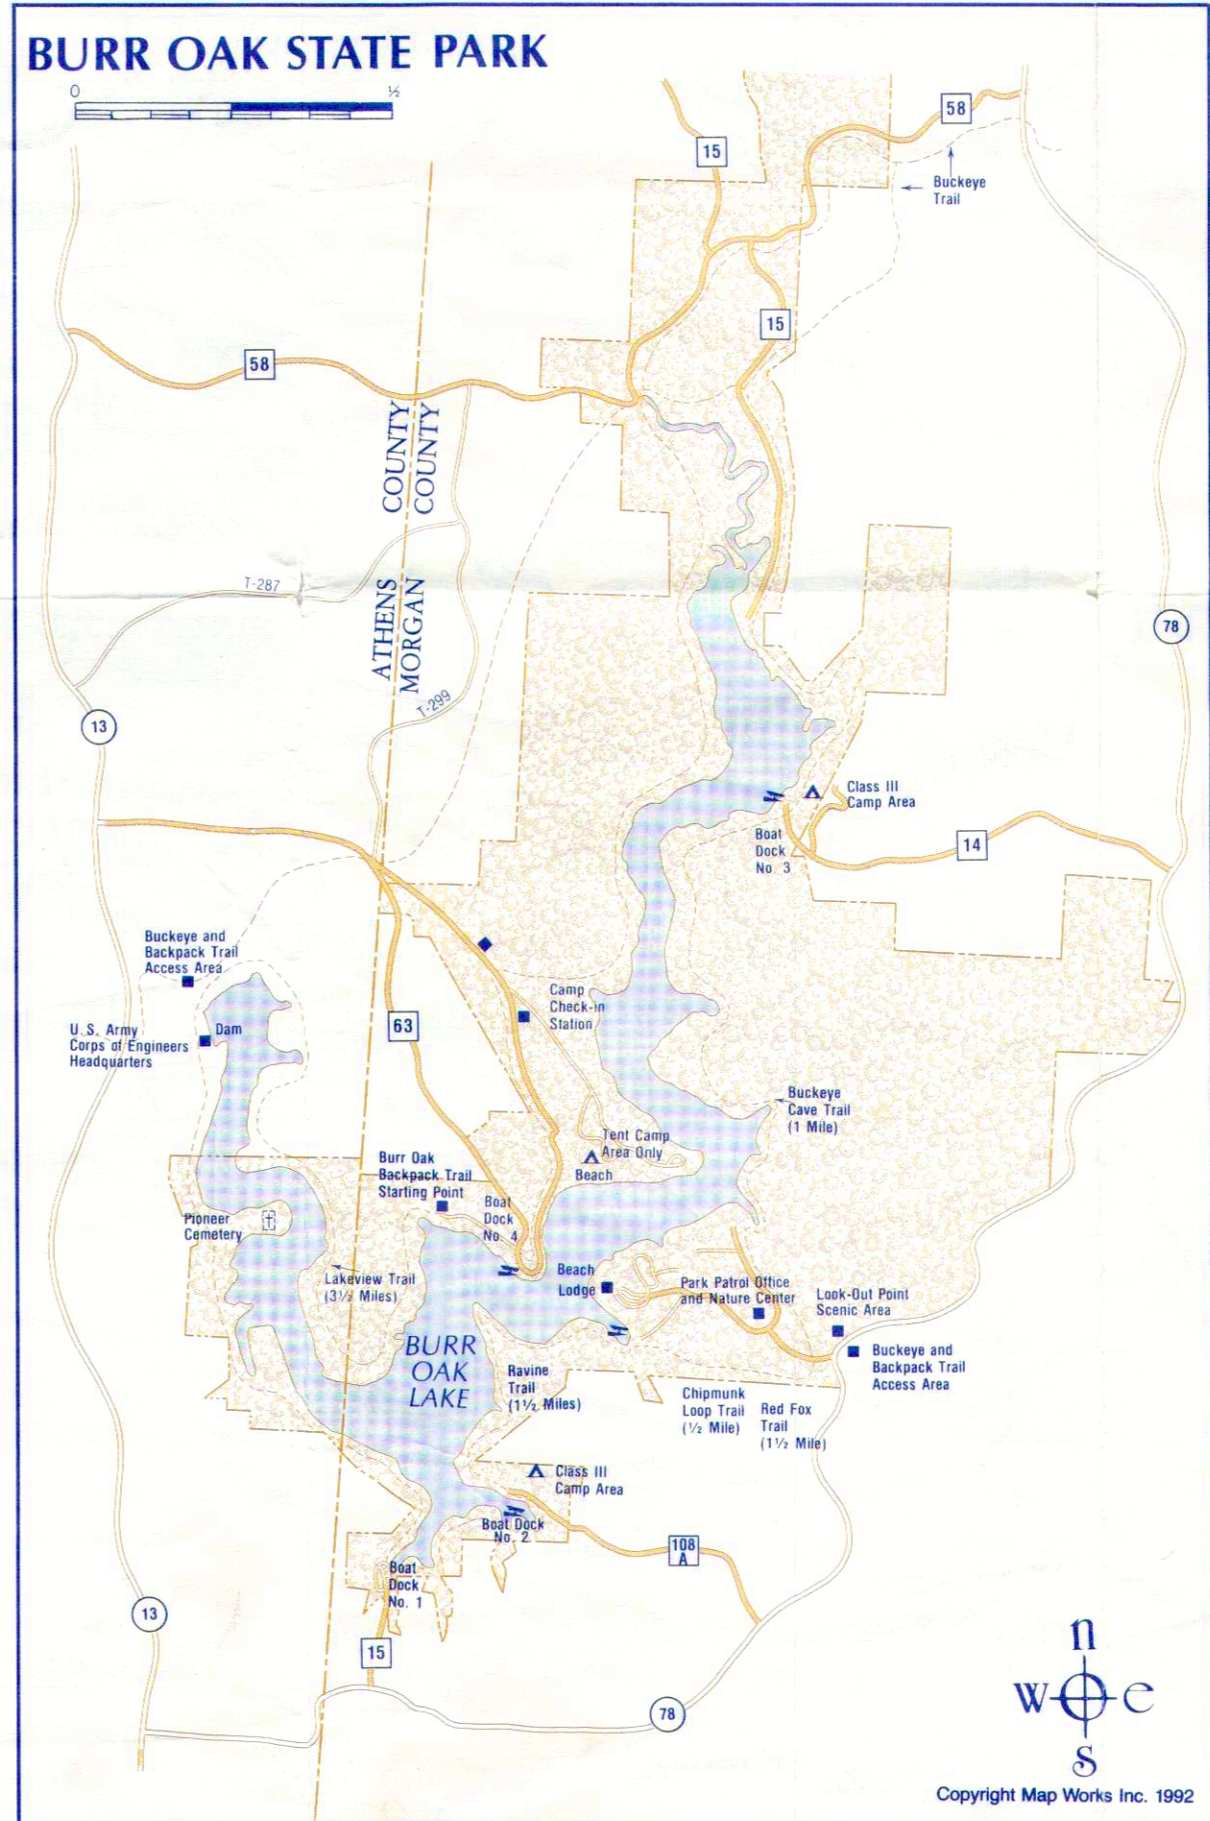 BURR OAK STATE PARK
0 ½
58
15
Buckeye
Trail
15
58
COUNTY
COUNTY
T-287
ATHENS
MORGAN
78
T-299
13
Class III
Camp Area
Boat
Dock
No. 3
14
Buckeye and
Backpack Trail
Access Area
Camp
Check-in
Station
63
U.S. Army
Corps of Engineers
Headquarters
Dam
Buckeye
Cave Trail
(1 Mile)
Tent Camp
Area Only
Beach
Burr Oak
Backpack Trail
Starting Point
Boat
Dock
No. 4
Pioneer
Cemetery
Lakeview Trail
(3½ Miles)
Beach
Lodge
Park Patrol Office
and Nature Center
Look-Out Point
Scenic Area
BURR
OAK
LAKE
Buckeye and
Backpack Trail
Access Area
Ravine
Trail
(1½ Miles)
Chipmunk
Loop Trail
(½ Mile)
Red Fox
Trail
(1½ Mile)
Class III
Camp Area
Boat Dock
No. 2
108
A
Boat
Dock
No. 1
13
15
78
n
w e
s
Copyright Map Works Inc. 1992